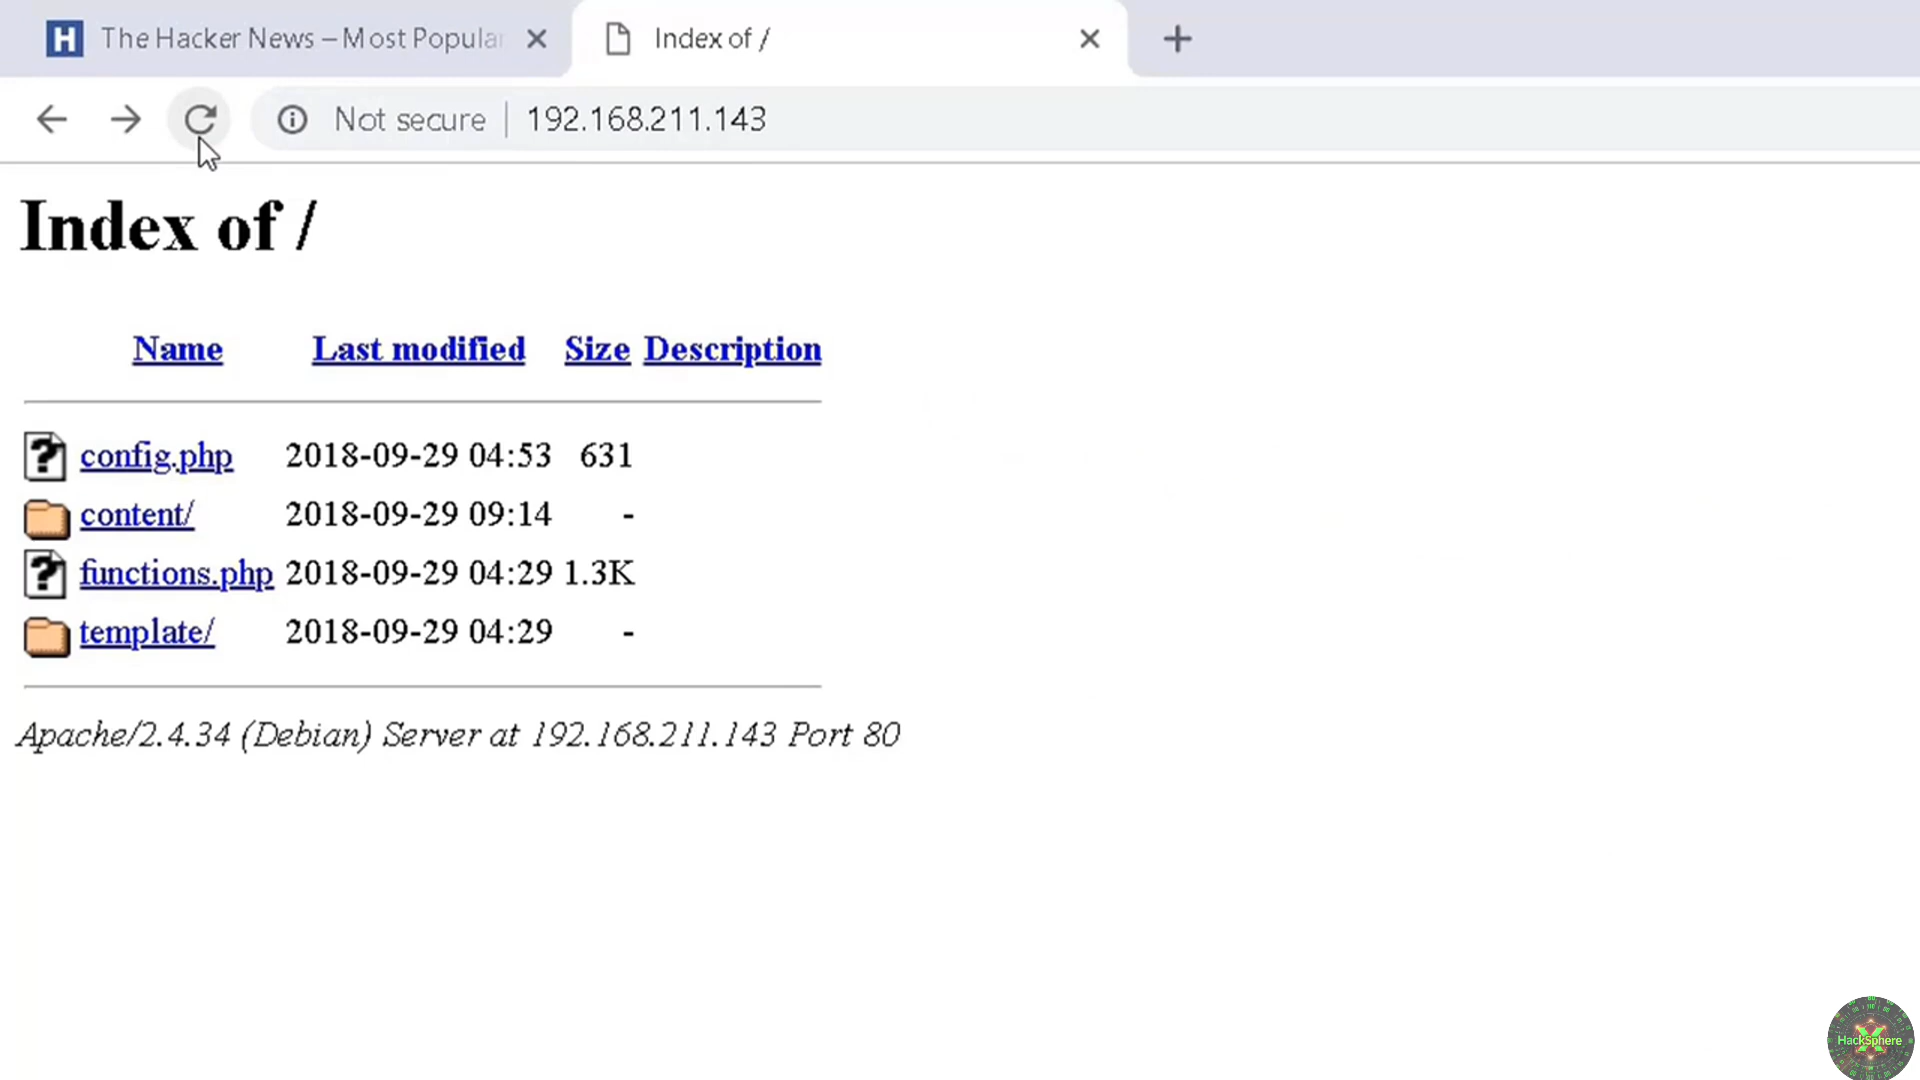 H The Hacker News – Most Popular
Index of /
Not secure | 192.168.211.143
Index of /
Name Last modified Size Description
config.php 2018-09-29 04:53 631
content/ 2018-09-29 09:14 -
functions.php 2018-09-29 04:29 1.3K
template/ 2018-09-29 04:29 -
Apache/2.4.34 (Debian) Server at 192.168.211.143 Port 80
HackSphere